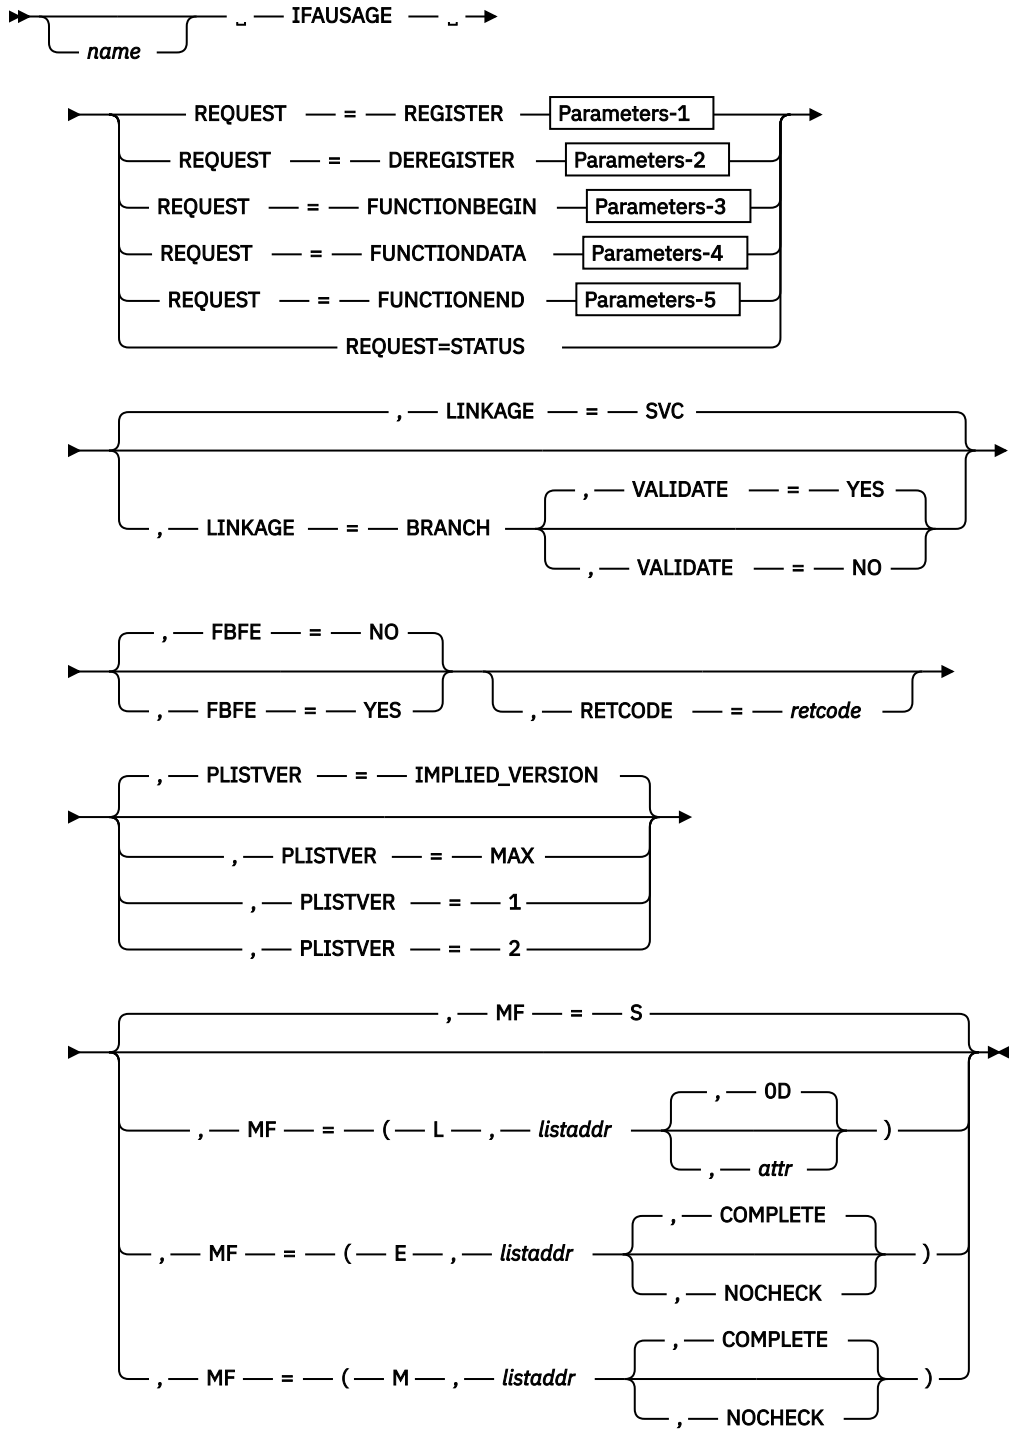 ␣ IFAUSAGE ␣
name
REQUEST = REGISTER Parameters-1
REQUEST = DEREGISTER Parameters-2
REQUEST = FUNCTIONBEGIN Parameters-3
REQUEST = FUNCTIONDATA Parameters-4
REQUEST = FUNCTIONEND Parameters-5
REQUEST=STATUS
, LINKAGE = SVC
, VALIDATE = YES
, LINKAGE = BRANCH
, VALIDATE = NO
, FBFE = NO
, FBFE = YES
, RETCODE = retcode
, PLISTVER = IMPLIED_VERSION
, PLISTVER = MAX
, PLISTVER = 1
, PLISTVER = 2
, MF = S
, 0D
, MF = ( L , listaddr )
, attr
, COMPLETE
, MF = ( E , listaddr )
, NOCHECK
, COMPLETE
, MF = ( M , listaddr )
, NOCHECK